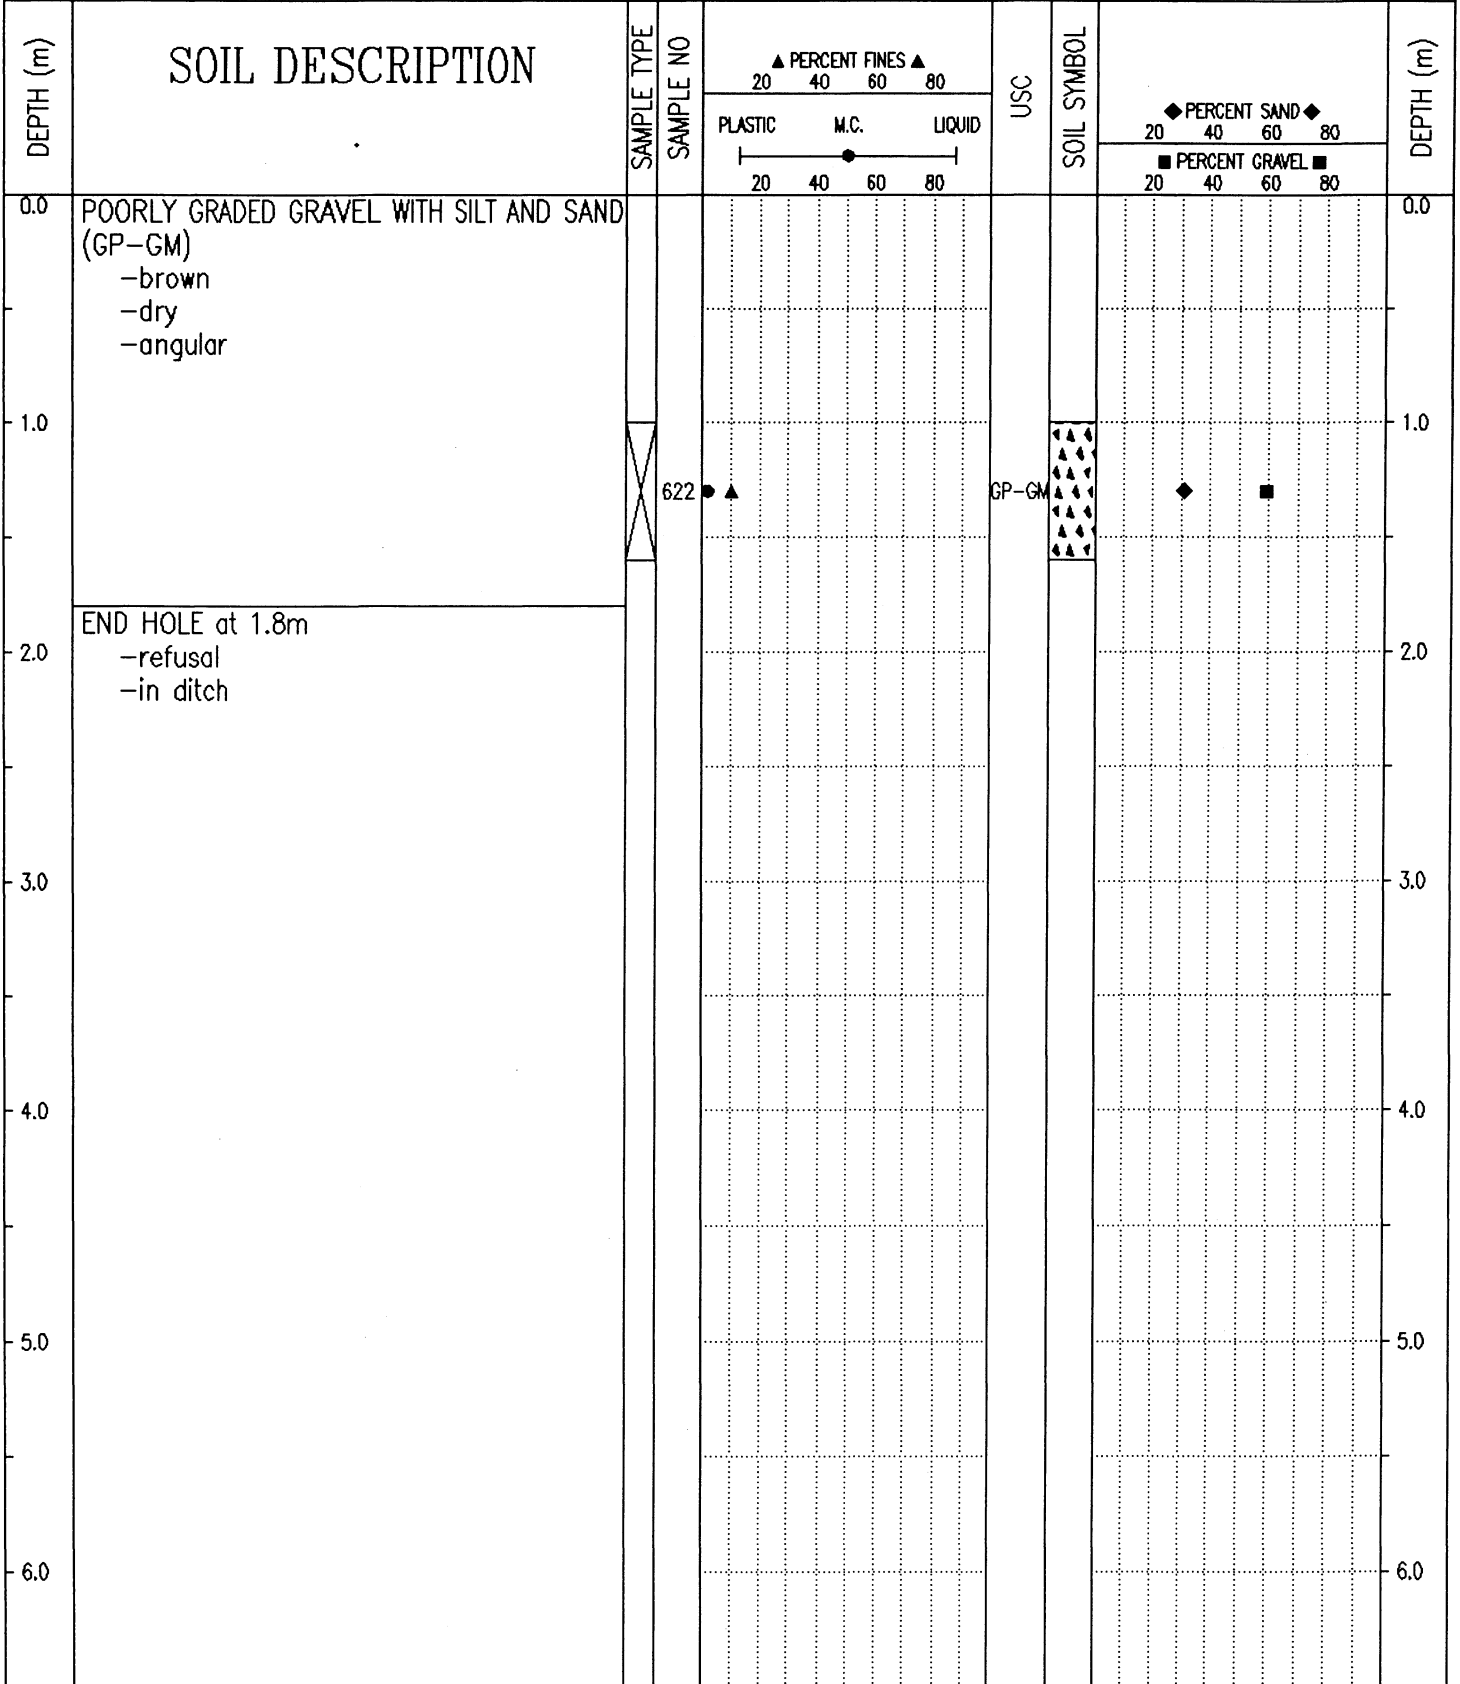 DEPTH (m)
SOIL DESCRIPTION
SAMPLE TYPE
SAMPLE NO
▲ PERCENT FINES ▲
20 40 60 80
PLASTIC M.C. LIQUID
20 40 60 80
USC
SOIL SYMBOL
◆ PERCENT SAND ◆
20 40 60 80
■ PERCENT GRAVEL ■
20 40 60 80
DEPTH (m)
0.0
POORLY GRADED GRAVEL WITH SILT AND SAND
(GP-GM)
-brown
-dry
-angular
0.0
1.0
1.0
622
GP-GM
END HOLE at 1.8m
-refusal
-in ditch
2.0
2.0
3.0
3.0
4.0
4.0
5.0
5.0
6.0
6.0